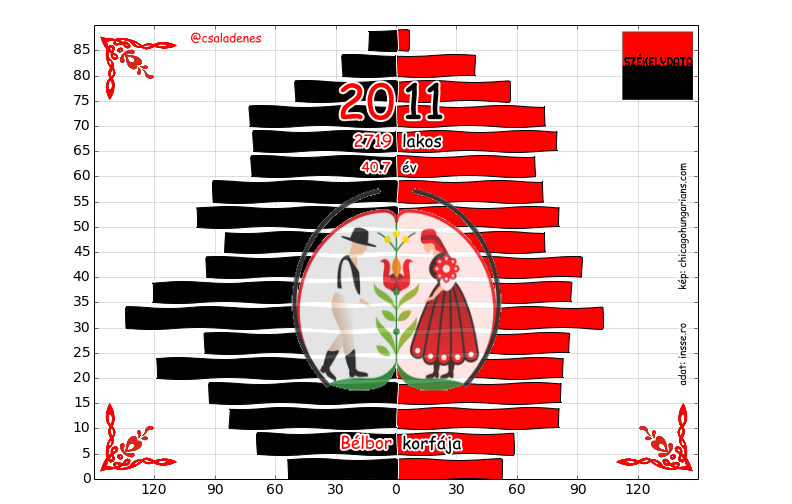 @csaladenes
SZÉKELYDATA
2011
2719 lakos
40.7 év
kép: chicagohungarians.com
adat: insse.ro
Bélbor korfája
85
80
75
70
65
60
55
50
45
40
35
30
25
20
15
10
5
0
120 90 60 30 0 30 60 90 120